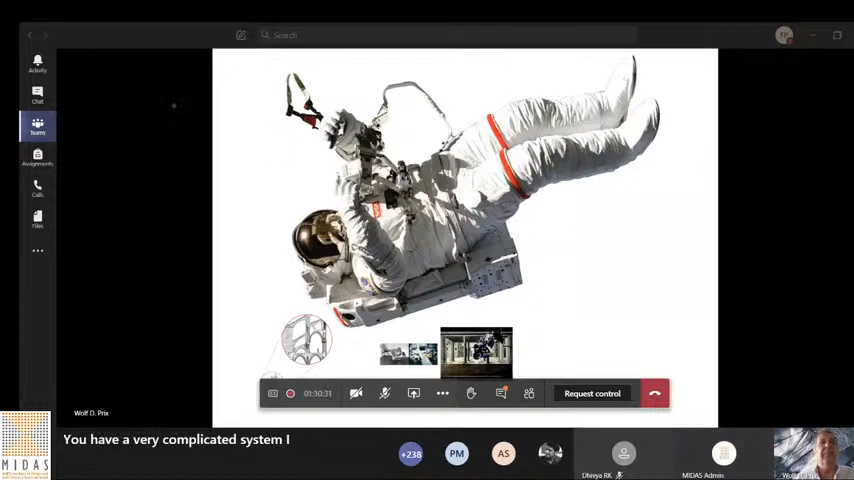 Search
FP
Activity
Chat
Teams
Assignments
Calls
Files
01:30:31
Request control
Wolf D. Prix
You have a very complicated system I
MIDAS
+238
PM
AS
Dhivya RK
MIDAS Admin